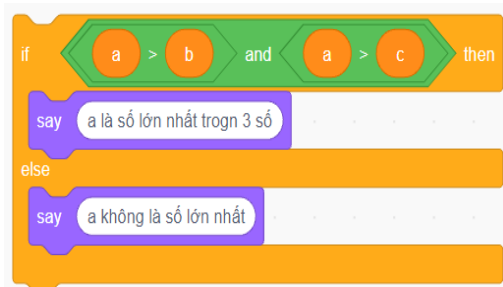 if a > b and a > c then
say a là số lớn nhất trogn 3 số
else
say a không là số lớn nhất